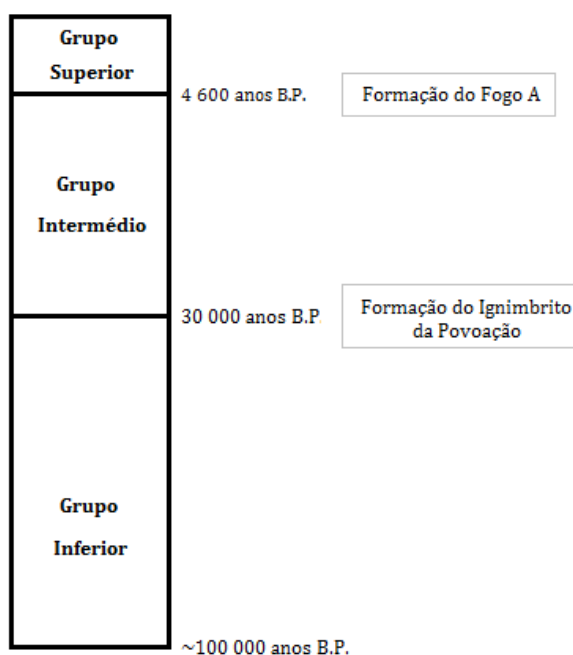 Grupo
Superior
4 600 anos B.P.
Formação do Fogo A
Grupo
Intermédio
30 000 anos B.P.
Formação do Ignimbrito
da Povoação
Grupo
Inferior
~100 000 anos B.P.